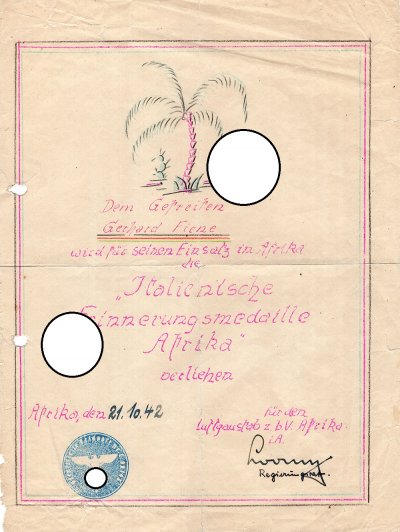 Dem Gefreiten
Gerhard Fiene
wird für seinen Einsatz in Afrika
die
„Italienische
Erinnerungsmedaille
Afrika"
verliehen
Afrika, den 21.10.42
für den
Luftgaustab z.b.V. Afrika.
i.A.
Regierungsrat.